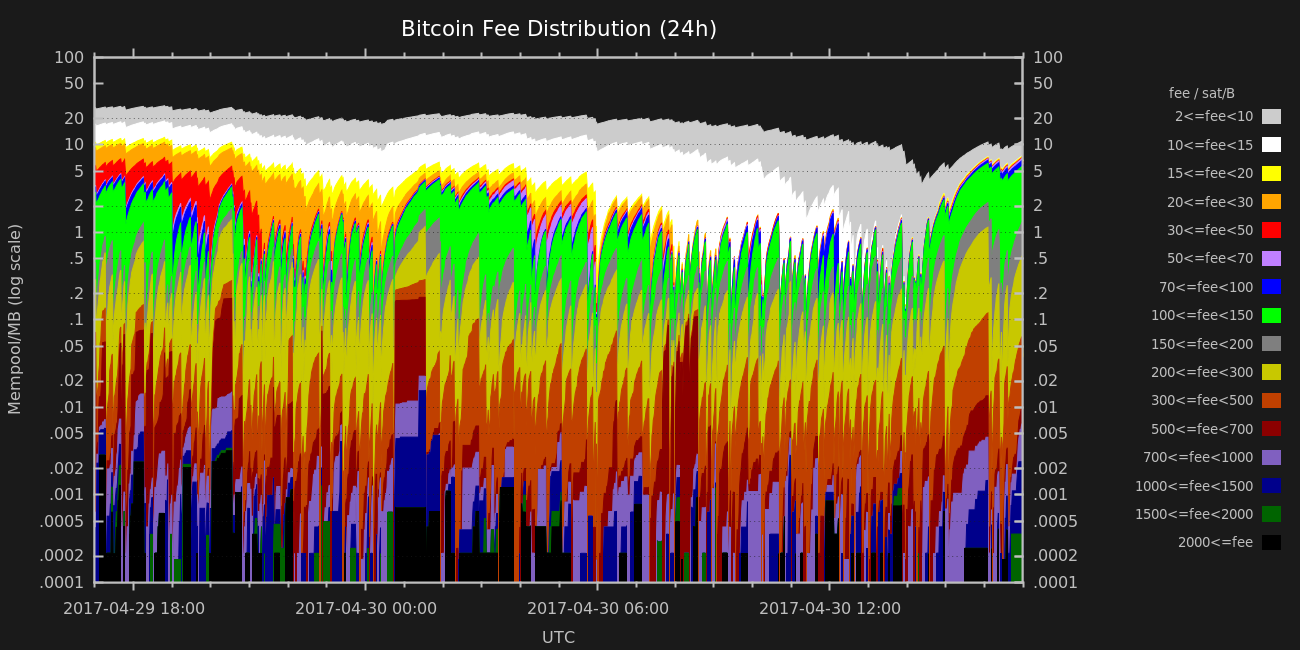 Bitcoin Fee Distribution (24h)
Mempool/MB (log scale)
100
50
20
10
5
2
1
.5
.2
.1
.05
.02
.01
.005
.002
.001
.0005
.0002
.0001
100
50
20
10
5
2
1
.5
.2
.1
.05
.02
.01
.005
.002
.001
.0005
.0002
.0001
2017-04-29 18:00 2017-04-30 00:00 2017-04-30 06:00 2017-04-30 12:00
UTC
fee / sat/B
2<=fee<10
10<=fee<15
15<=fee<20
20<=fee<30
30<=fee<50
50<=fee<70
70<=fee<100
100<=fee<150
150<=fee<200
200<=fee<300
300<=fee<500
500<=fee<700
700<=fee<1000
1000<=fee<1500
1500<=fee<2000
2000<=fee